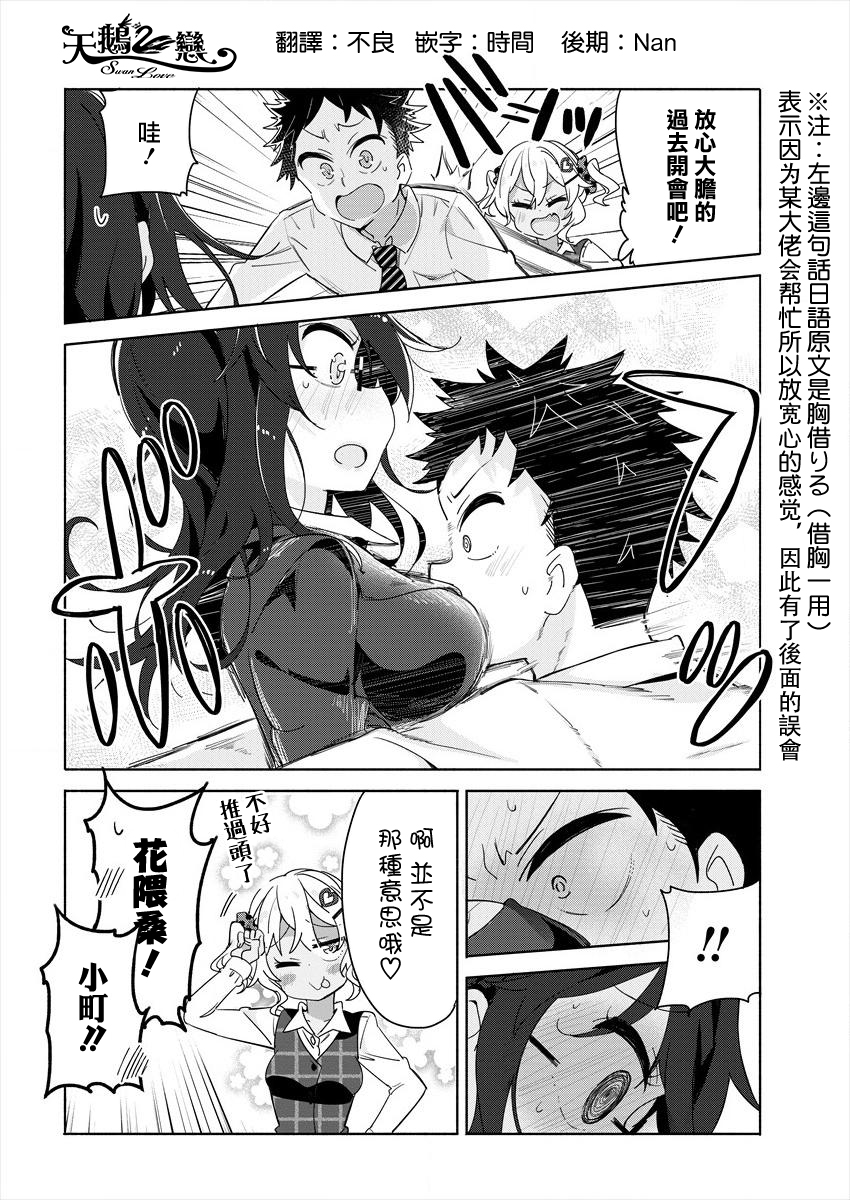 天鵝之戀
Swan Love
翻譯：不良　嵌字：時間　後期：Nan
※注：左邊這句話日語原文是胸借りる（借胸一用）
表示因为某大佬会帮忙所以放宽心的感觉，因此有了後面的誤會
放心大膽的
過去開會吧！
哇！
！！
啊 並不是
那種意思哦♡
不好
推過頭了
花隈桑！
小町！！